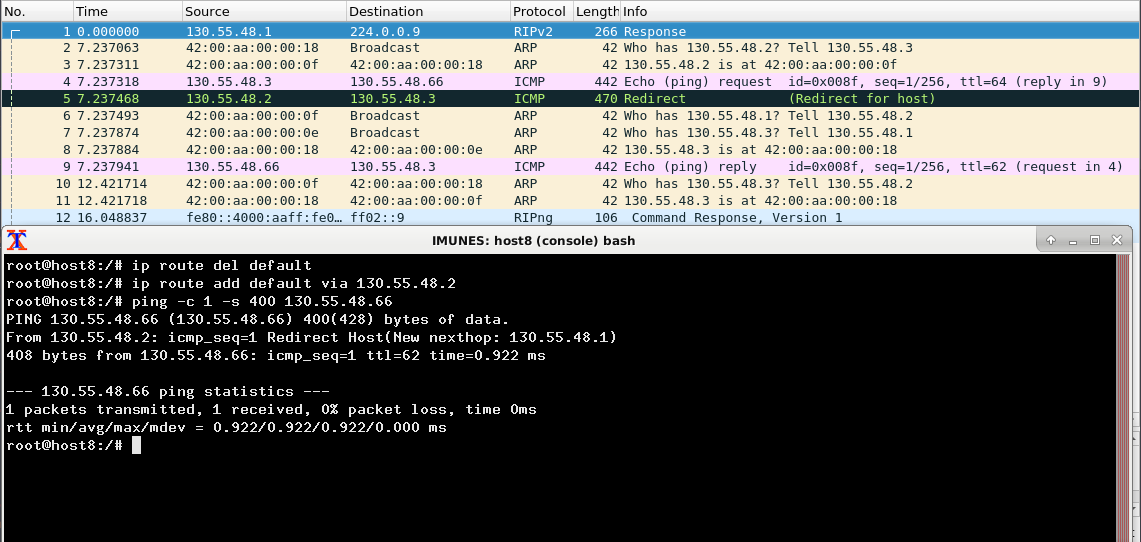 No. Time Source Destination Protocol Length Info
1 0.000000 130.55.48.1 224.0.0.9 RIPv2 266 Response
2 7.237063 42:00:aa:00:00:18 Broadcast ARP 42 Who has 130.55.48.2? Tell 130.55.48.3
3 7.237311 42:00:aa:00:00:0f 42:00:aa:00:00:18 ARP 42 130.55.48.2 is at 42:00:aa:00:00:0f
4 7.237318 130.55.48.3 130.55.48.66 ICMP 442 Echo (ping) request id=0x008f, seq=1/256, ttl=64 (reply in 9)
5 7.237468 130.55.48.2 130.55.48.3 ICMP 470 Redirect (Redirect for host)
6 7.237493 42:00:aa:00:00:0f Broadcast ARP 42 Who has 130.55.48.1? Tell 130.55.48.2
7 7.237874 42:00:aa:00:00:0e Broadcast ARP 42 Who has 130.55.48.3? Tell 130.55.48.1
8 7.237884 42:00:aa:00:00:18 42:00:aa:00:00:0e ARP 42 130.55.48.3 is at 42:00:aa:00:00:18
9 7.237941 130.55.48.66 130.55.48.3 ICMP 442 Echo (ping) reply id=0x008f, seq=1/256, ttl=62 (request in 4)
10 12.421714 42:00:aa:00:00:0f 42:00:aa:00:00:18 ARP 42 Who has 130.55.48.3? Tell 130.55.48.2
11 12.421718 42:00:aa:00:00:18 42:00:aa:00:00:0f ARP 42 130.55.48.3 is at 42:00:aa:00:00:18
12 16.048837 fe80::4000:aaff:fe0… ff02::9 RIPng 106 Command Response, Version 1
IMUNES: host8 (console) bash
root@host8:/# ip route del default
root@host8:/# ip route add default via 130.55.48.2
root@host8:/# ping -c 1 -s 400 130.55.48.66
PING 130.55.48.66 (130.55.48.66) 400(428) bytes of data.
From 130.55.48.2: icmp_seq=1 Redirect Host(New nexthop: 130.55.48.1)
408 bytes from 130.55.48.66: icmp_seq=1 ttl=62 time=0.922 ms
--- 130.55.48.66 ping statistics ---
1 packets transmitted, 1 received, 0% packet loss, time 0ms
rtt min/avg/max/mdev = 0.922/0.922/0.922/0.000 ms
root@host8:/#